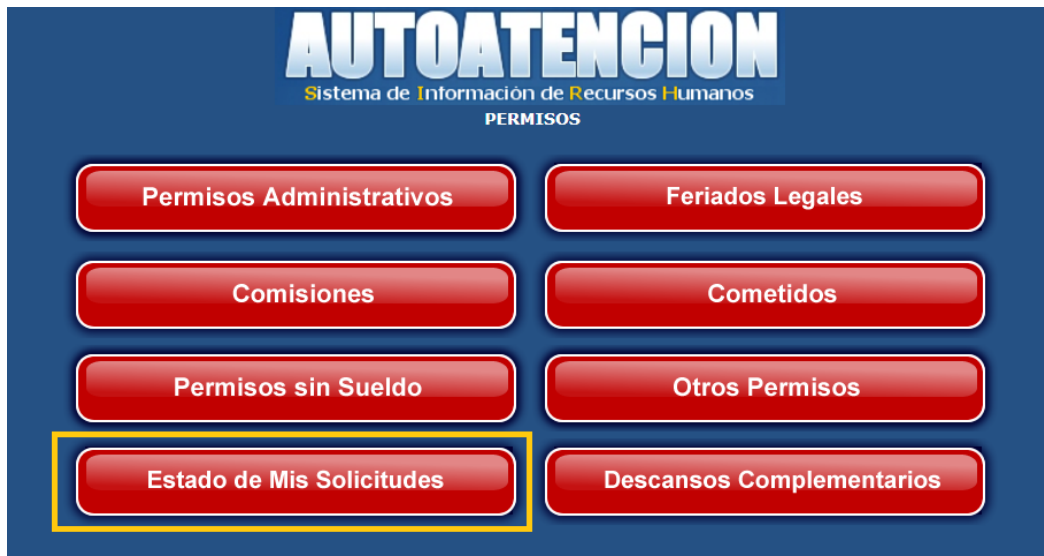 AUTOATENCION
Sistema de Información de Recursos Humanos
PERMISOS
Permisos Administrativos
Feriados Legales
Comisiones
Cometidos
Permisos sin Sueldo
Otros Permisos
Estado de Mis Solicitudes
Descansos Complementarios